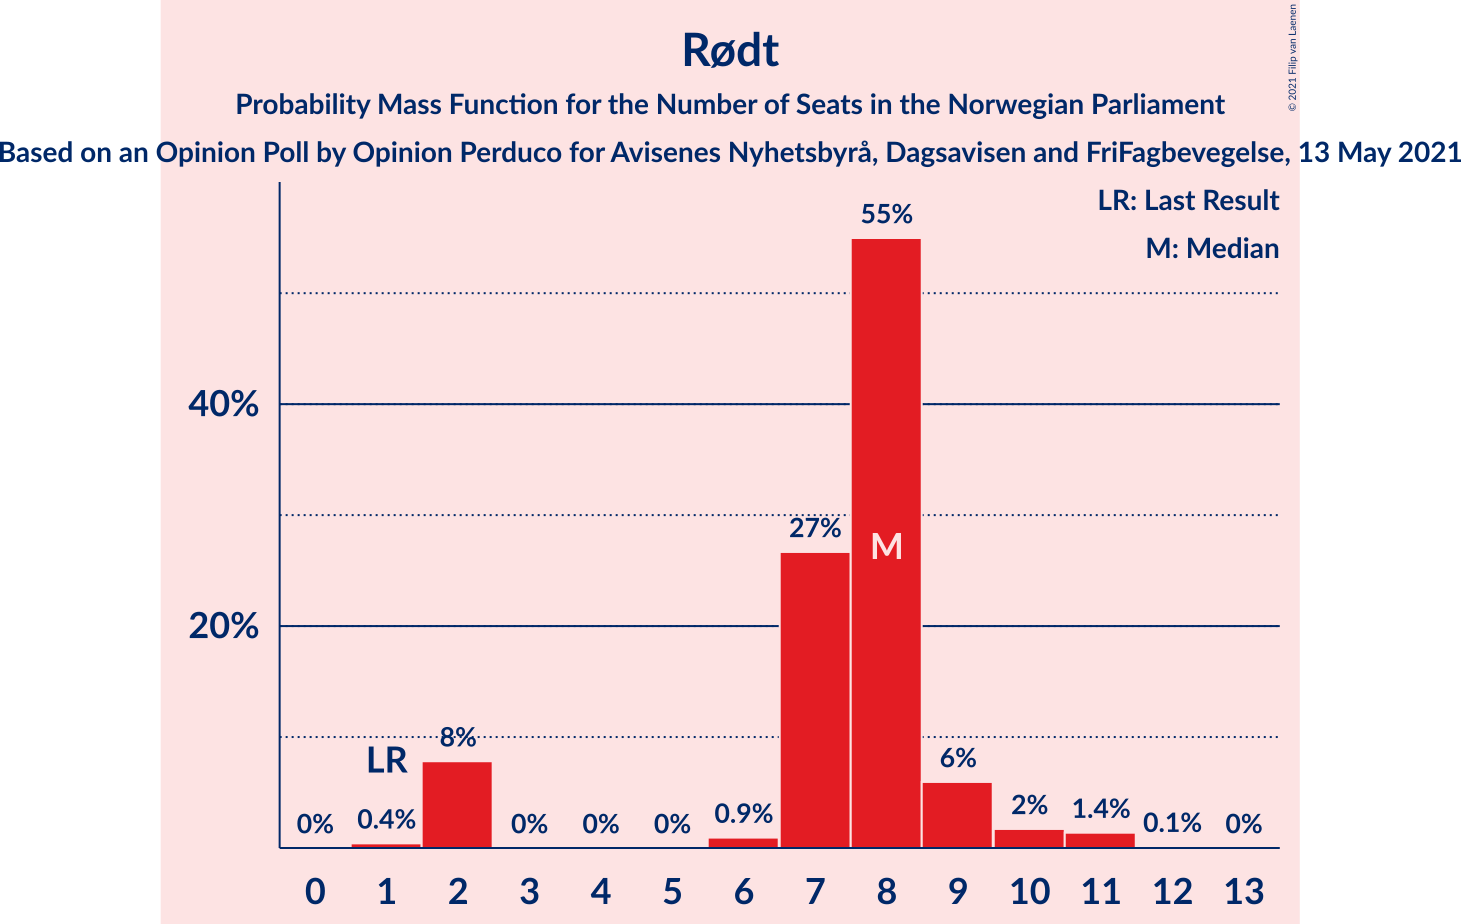 Rødt
Probability Mass Function for the Number of Seats in the Norwegian Parliament
Based on an Opinion Poll by Opinion Perduco for Avisenes Nyhetsbyrå, Dagsavisen and FriFagbevegelse, 13 May 2021
© 2021 Filip van Laenen
LR: Last Result
M: Median
55%
40%
27%
M
20%
8%
LR
6%
0% 0.4% 0% 0% 0% 0.9% 2% 1.4% 0.1% 0%
0 1 2 3 4 5 6 7 8 9 10 11 12 13